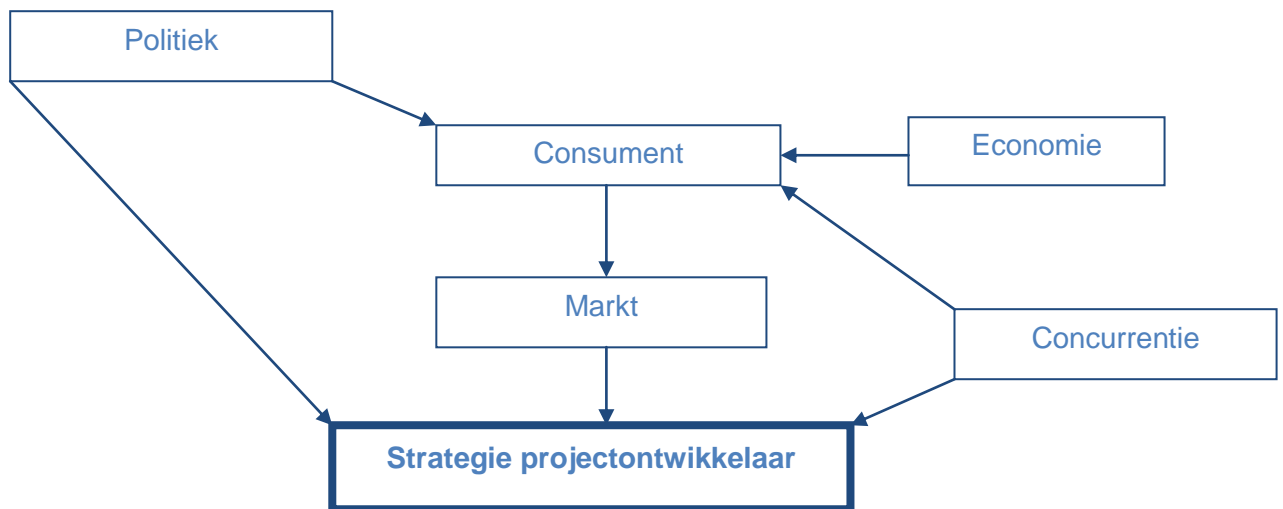 Politiek
Consument
Economie
Markt
Concurrentie
Strategie projectontwikkelaar